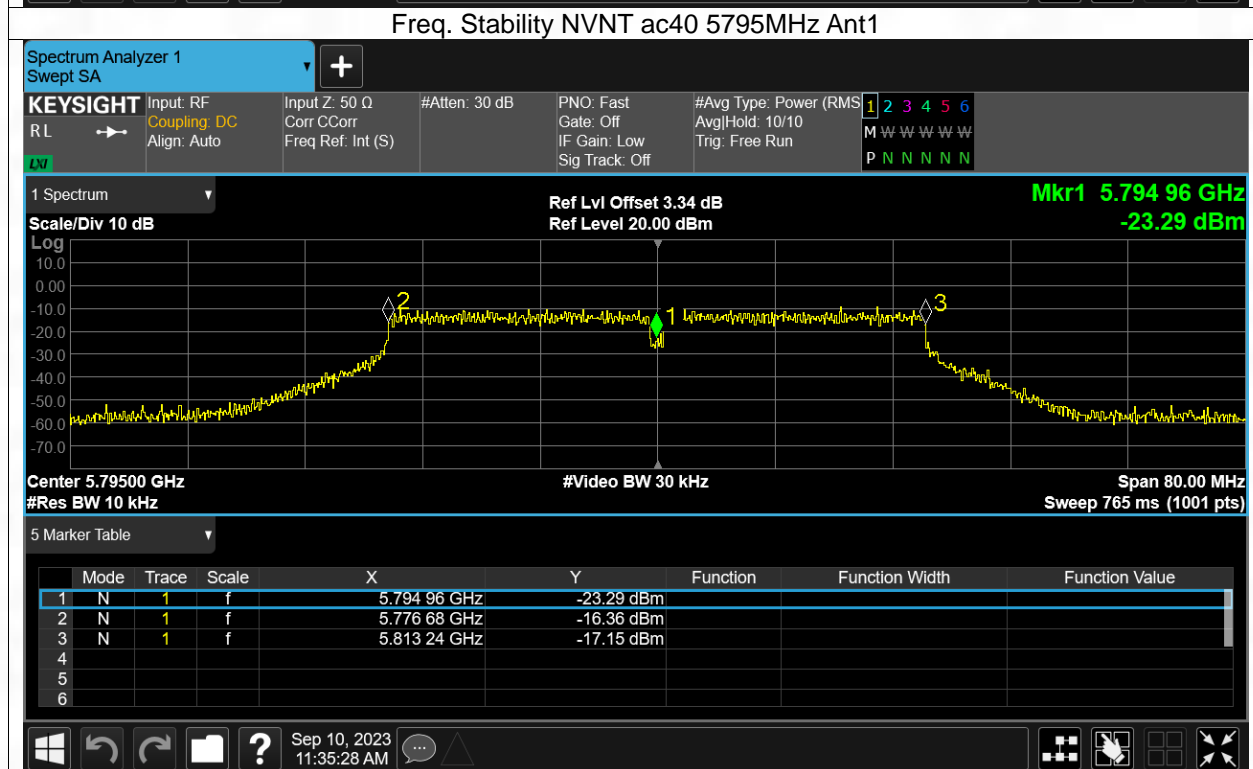 Freq. Stability NVNT ac40 5795MHz Ant1
Spectrum Analyzer 1
Swept SA
+
KEYSIGHT
R L
LXI
Input: RF
Coupling: DC
Align: Auto
Input Z: 50 Ω
Corr CCorr
Freq Ref: Int (S)
#Atten: 30 dB
PNO: Fast
Gate: Off
IF Gain: Low
Sig Track: Off
#Avg Type: Power (RMS
Avg|Hold: 10/10
Trig: Free Run
1 2 3 4 5 6
M W W W W W
P N N N N N
1 Spectrum
Scale/Div 10 dB
Ref Lvl Offset 3.34 dB
Ref Level 20.00 dBm
Mkr1 5.794 96 GHz
-23.29 dBm
Log
10.0
0.00
-10.0
-20.0
-30.0
-40.0
-50.0
-60.0
-70.0
2
1
3
Center 5.79500 GHz
#Video BW 30 kHz
Span 80.00 MHz
#Res BW 10 kHz
Sweep 765 ms (1001 pts)
5 Marker Table
Mode Trace Scale X Y Function Function Width Function Value
1 N 1 f 5.794 96 GHz -23.29 dBm
2 N 1 f 5.776 68 GHz -16.36 dBm
3 N 1 f 5.813 24 GHz -17.15 dBm
4
5
6
?
Sep 10, 2023
11:35:28 AM